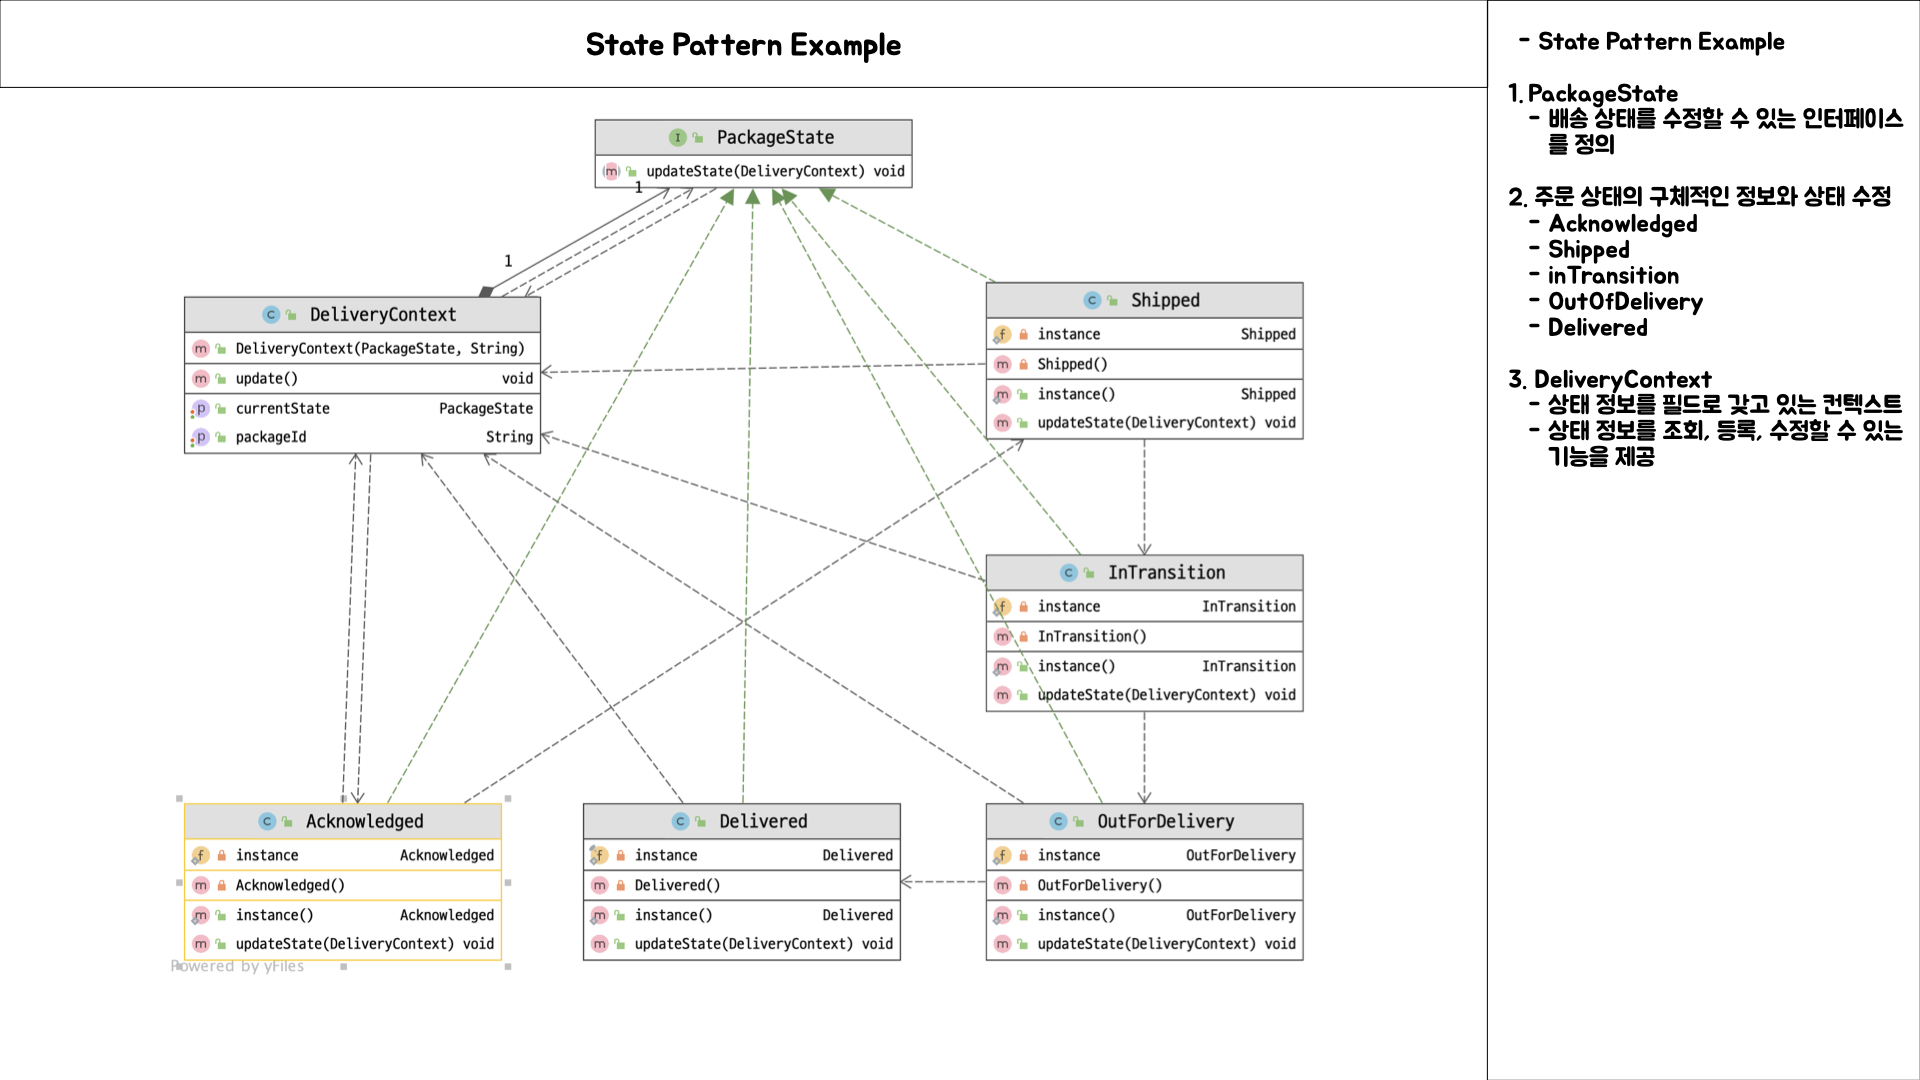 State Pattern Example
PackageState
updateState(DeliveryContext) void
1
1
DeliveryContext
DeliveryContext(PackageState, String)
update() void
currentState PackageState
packageId String
Shipped
instance Shipped
Shipped()
instance() Shipped
updateState(DeliveryContext) void
InTransition
instance InTransition
InTransition()
instance() InTransition
updateState(DeliveryContext) void
Acknowledged
instance Acknowledged
Acknowledged()
instance() Acknowledged
updateState(DeliveryContext) void
Powered by yFiles
Delivered
instance Delivered
Delivered()
instance() Delivered
updateState(DeliveryContext) void
OutForDelivery
instance OutForDelivery
OutForDelivery()
instance() OutForDelivery
updateState(DeliveryContext) void
- State Pattern Example
1. PackageState
- 배송 상태를 수정할 수 있는 인터페이스
를 정의
2. 주문 상태의 구체적인 정보와 상태 수정
- Acknowledged
- Shipped
- inTransition
- OutOfDelivery
- Delivered
3. DeliveryContext
- 상태 정보를 필드로 갖고 있는 컨텍스트
- 상태 정보를 조회, 등록, 수정할 수 있는
기능을 제공